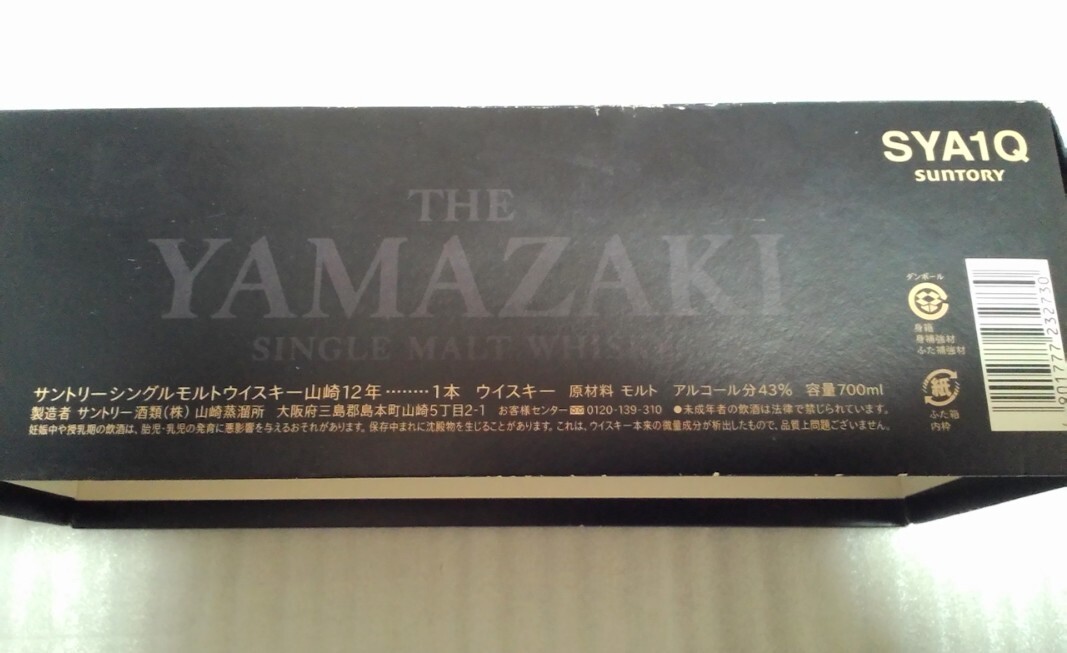 SYA1Q
SUNTORY
THE
YAMAZAKI
SINGLE MALT WHISKY
サントリーシングルモルトウイスキー山崎12年········1本 ウイスキー 原材料 モルト アルコール分43% 容量700ml
製造者 サントリー酒類(株) 山崎蒸溜所 大阪府三島郡島本町山崎5丁目2-1 お客様センター 0120-139-310 ●未成年者の飲酒は法律で禁じられています。
妊娠中や授乳期の飲酒は、胎児・乳児の発育に悪影響を与えるおそれがあります。保存中まれに沈殿物を生じることがあります。これは、ウイスキー本来の微量成分が析出したもので、品質上問題ございません。
ダンボール
身箱
身補強材
ふた補強材
紙
ふた箱
内枠
901777 232730